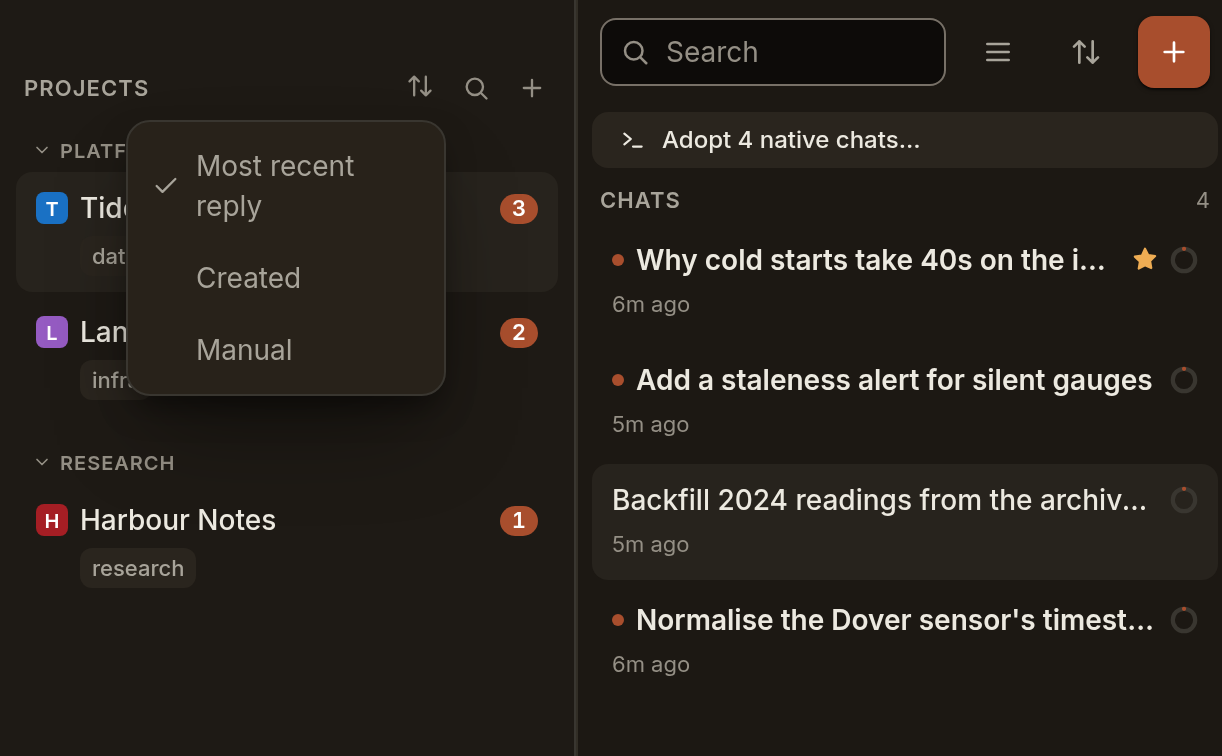 PROJECTS
PLATF
T
3
dat
L
Lan
2
infra
Most recent
reply
Created
Manual
RESEARCH
H
Harbour Notes
1
research
Search
Adopt 4 native chats...
CHATS
4
Why cold starts take 40s on the i...
6m ago
Add a staleness alert for silent gauges
5m ago
Backfill 2024 readings from the archiv...
5m ago
Normalise the Dover sensor's timest...
6m ago